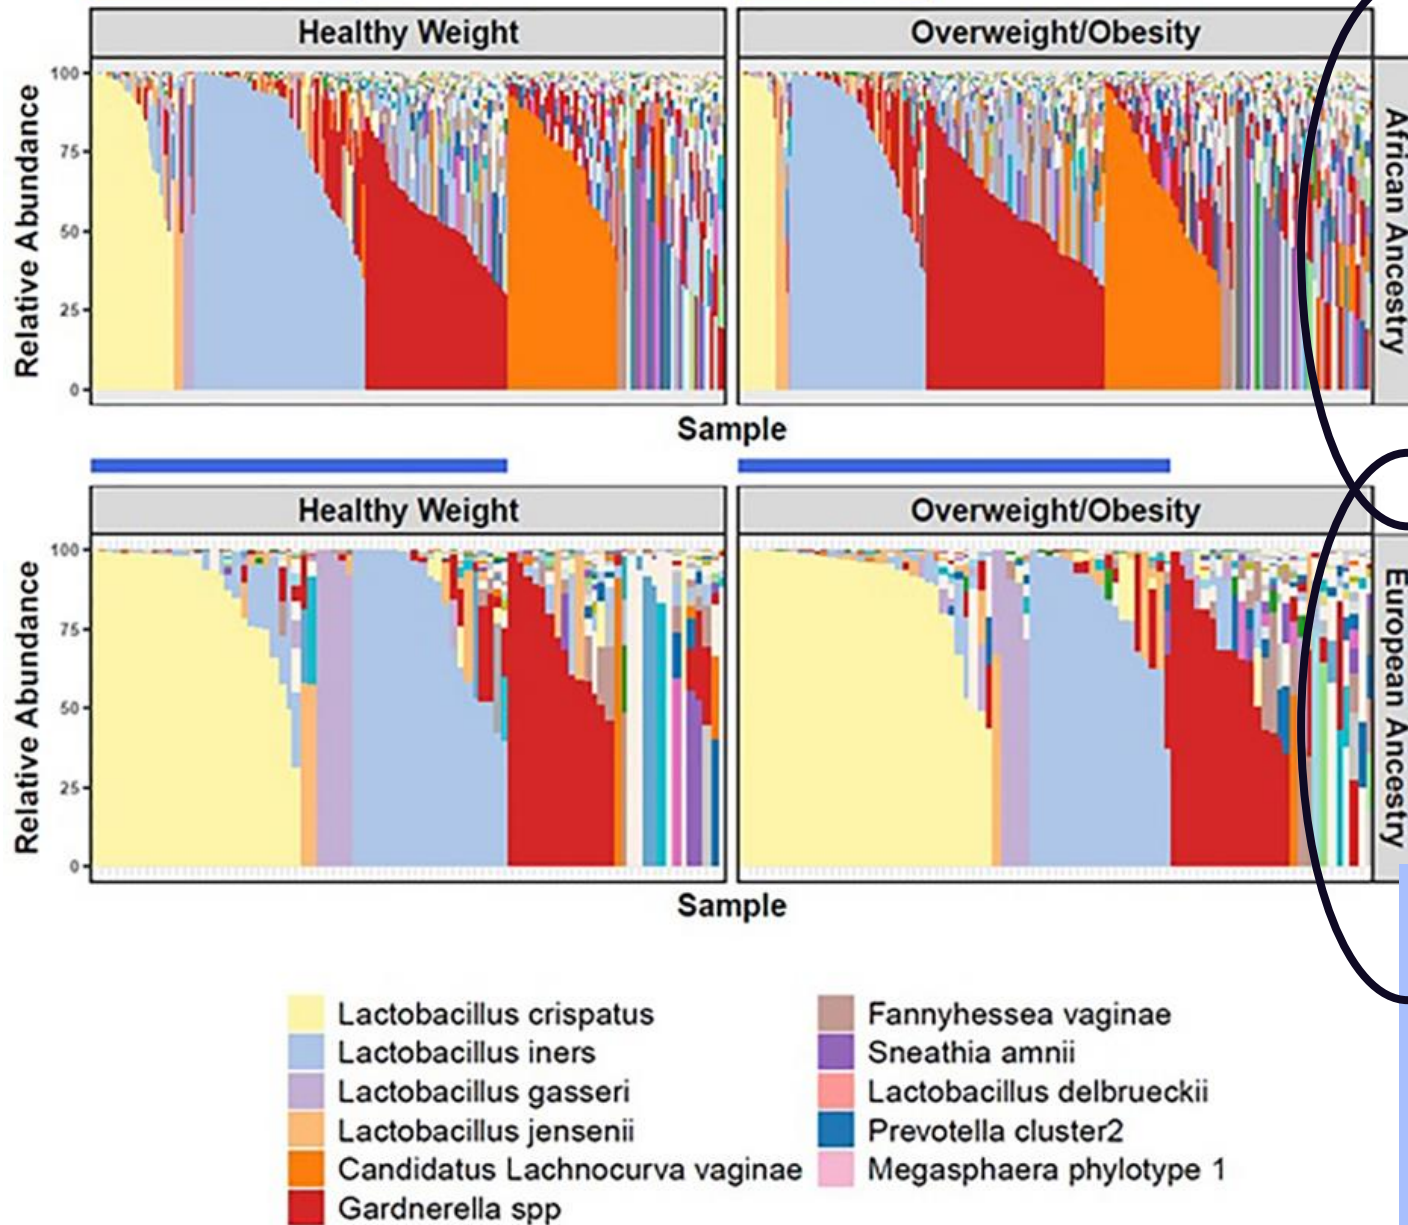 Healthy Weight
Overweight/Obesity
Relative Abundance
100
75
50
25
0
African Ancestry
Sample
Healthy Weight
Overweight/Obesity
Relative Abundance
100
75
50
25
0
European Ancestry
Sample
Lactobacillus crispatus
Lactobacillus iners
Lactobacillus gasseri
Lactobacillus jensenii
Candidatus Lachnocurva vaginae
Gardnerella spp
Fannyhessea vaginae
Sneathia amnii
Lactobacillus delbrueckii
Prevotella cluster2
Megasphaera phylotype 1